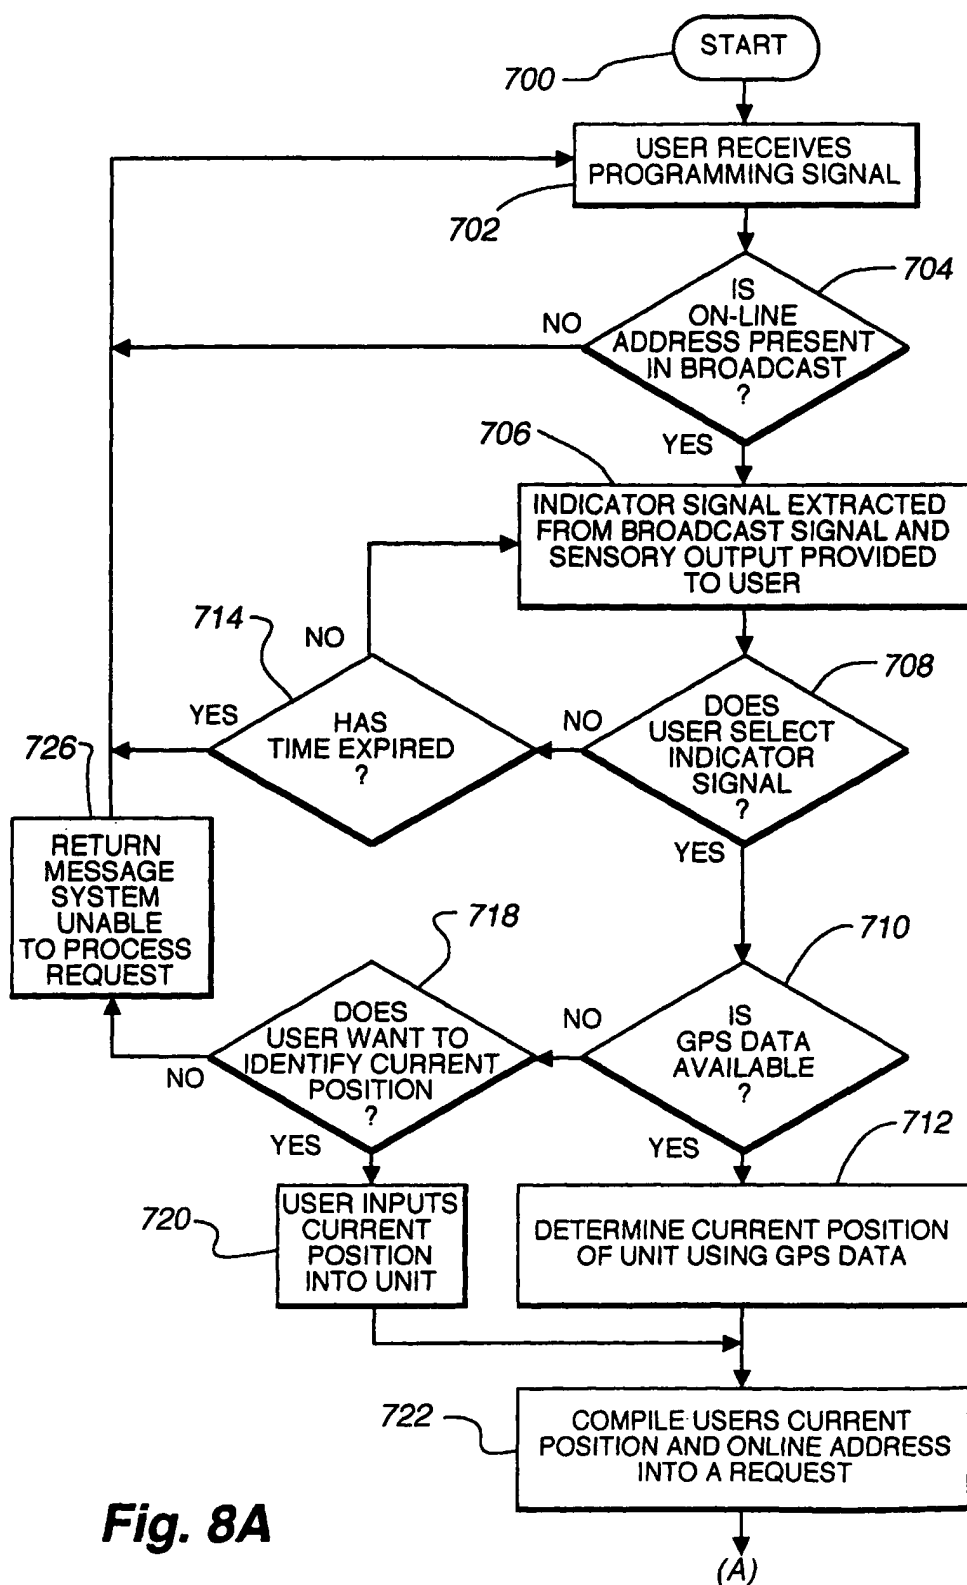 START
700
USER RECEIVES
PROGRAMMING SIGNAL
702
704
IS
ON-LINE
ADDRESS PRESENT
IN BROADCAST
?
NO
YES
706
INDICATOR SIGNAL EXTRACTED
FROM BROADCAST SIGNAL AND
SENSORY OUTPUT PROVIDED
TO USER
714
NO
YES
HAS
TIME EXPIRED
?
708
NO
DOES
USER SELECT
INDICATOR
SIGNAL
?
YES
726
RETURN
MESSAGE
SYSTEM
UNABLE
TO PROCESS
REQUEST
718
DOES
USER WANT TO
IDENTIFY CURRENT
POSITION
?
NO
YES
710
NO
IS
GPS DATA
AVAILABLE
?
YES
712
720
USER INPUTS
CURRENT
POSITION
INTO UNIT
DETERMINE CURRENT POSITION
OF UNIT USING GPS DATA
722
COMPILE USERS CURRENT
POSITION AND ONLINE ADDRESS
INTO A REQUEST
Fig. 8A
(A)